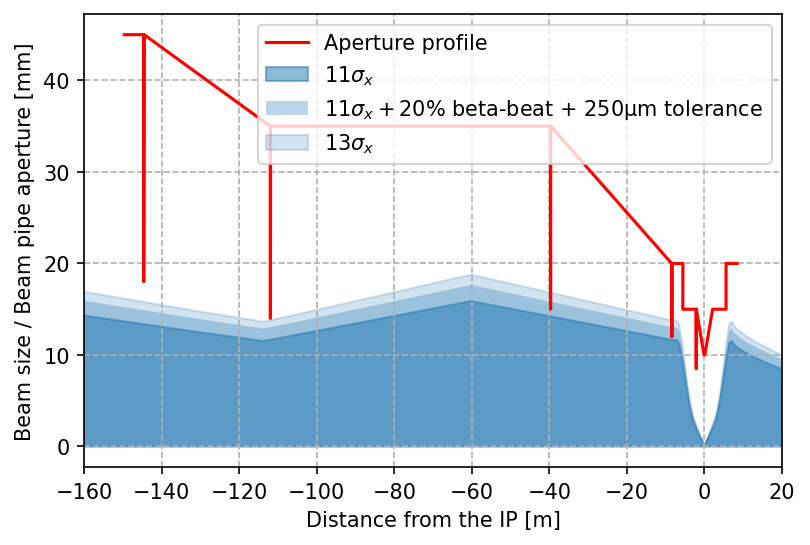 Beam size / Beam pipe aperture [mm]
40
30
20
10
0
Aperture profile
11σₓ
11σₓ + 20% beta-beat + 250μm tolerance
13σₓ
−160 −140 −120 −100 −80 −60 −40 −20 0 20
Distance from the IP [m]